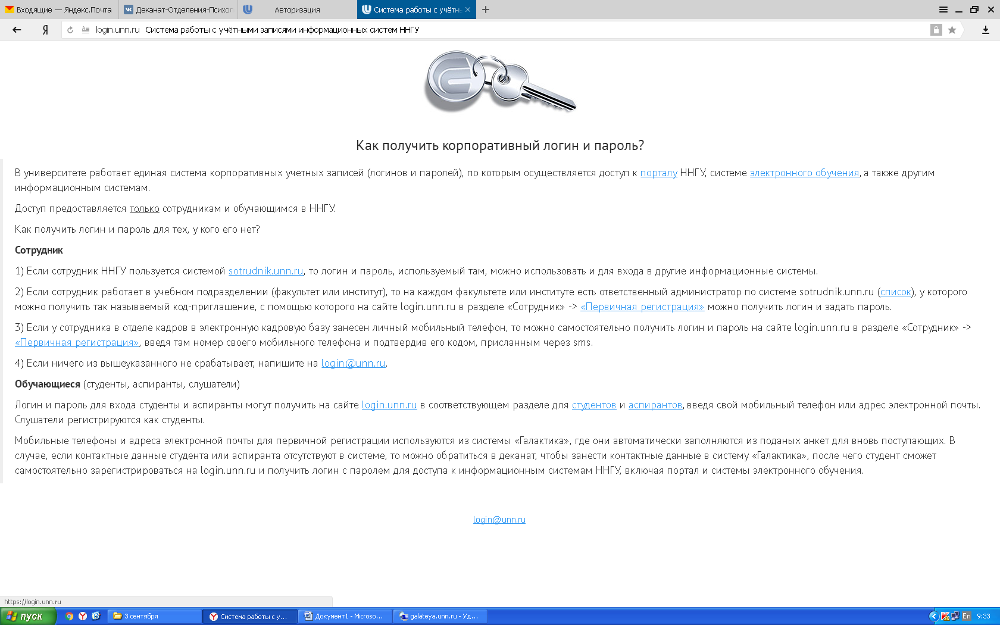 Входящие — Яндекс.Почта
Деканат-Отделения-Психол
Авторизация
Система работы с учётнь
Я
login.unn.ru Система работы с учётными записями информационных систем ННГУ
Как получить корпоративный логин и пароль?
В университете работает единая система корпоративных учетных записей (логинов и паролей), по которым осуществляется доступ к порталу ННГУ, системе электронного обучения, а также другим
информационным системам.
Доступ предоставляется только сотрудникам и обучающимся в ННГУ.
Как получить логин и пароль для тех, у кого его нет?
Сотрудник
1) Если сотрудник ННГУ пользуется системой sotrudnik.unn.ru, то логин и пароль, используемый там, можно использовать и для входа в другие информационные системы.
2) Если сотрудник работает в учебном подразделении (факультет или институт), то на каждом факультете или институте есть ответственный администратор по системе sotrudnik.unn.ru (список), у которого
можно получить так называемый код-приглашение, с помощью которого на сайте login.unn.ru в разделе «Сотрудник» -> «Первичная регистрация» можно получить логин и задать пароль.
3) Если у сотрудника в отделе кадров в электронную кадровую базу занесен личный мобильный телефон, то можно самостоятельно получить логин и пароль на сайте login.unn.ru в разделе «Сотрудник» ->
«Первичная регистрация», введя там номер своего мобильного телефона и подтвердив его кодом, присланным через sms.
4) Если ничего из вышеуказанного не срабатывает, напишите на login@unn.ru.
Обучающиеся (студенты, аспиранты, слушатели)
Логин и пароль для входа студенты и аспиранты могут получить на сайте login.unn.ru в соответствующем разделе для студентов и аспирантов, введя свой мобильный телефон или адрес электронной почты.
Слушатели регистрируются как студенты.
Мобильные телефоны и адреса электронной почты для первичной регистрации используются из системы «Галактика», где они автоматически заполняются из поданых анкет для вновь поступающих. В
случае, если контактные данные студента или аспиранта отсутствуют в системе, то можно обратиться в деканат, чтобы занести контактные данные в систему «Галактика», после чего студент сможет
самостоятельно зарегистрироваться на login.unn.ru и получить логин с паролем для доступа к информационным системам ННГУ, включая портал и системы электронного обучения.
login@unn.ru
https://login.unn.ru
пуск
3 сентября
Система работы с у...
Документ1 - Microso...
galateya.unn.ru - Уд...
En
9:33